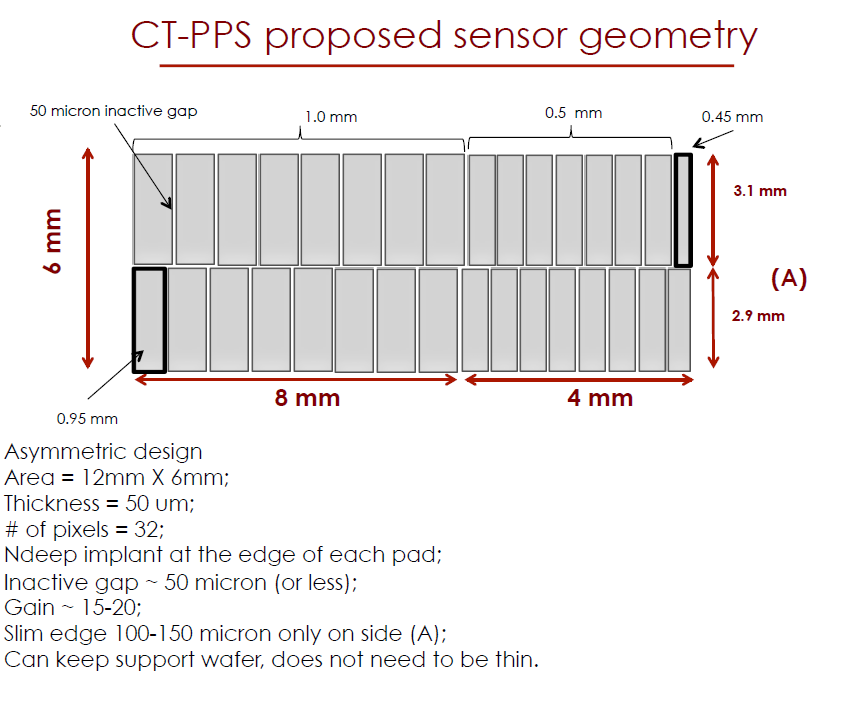 CT-PPS proposed sensor geometry
50 micron inactive gap
1.0 mm
0.5 mm
0.45 mm
6 mm
3.1 mm
(A)
2.9 mm
8 mm
4 mm
0.95 mm
Asymmetric design
Area = 12mm X 6mm;
Thickness = 50 um;
# of pixels = 32;
Ndeep implant at the edge of each pad;
Inactive gap ~ 50 micron (or less);
Gain ~ 15-20;
Slim edge 100-150 micron only on side (A);
Can keep support wafer, does not need to be thin.